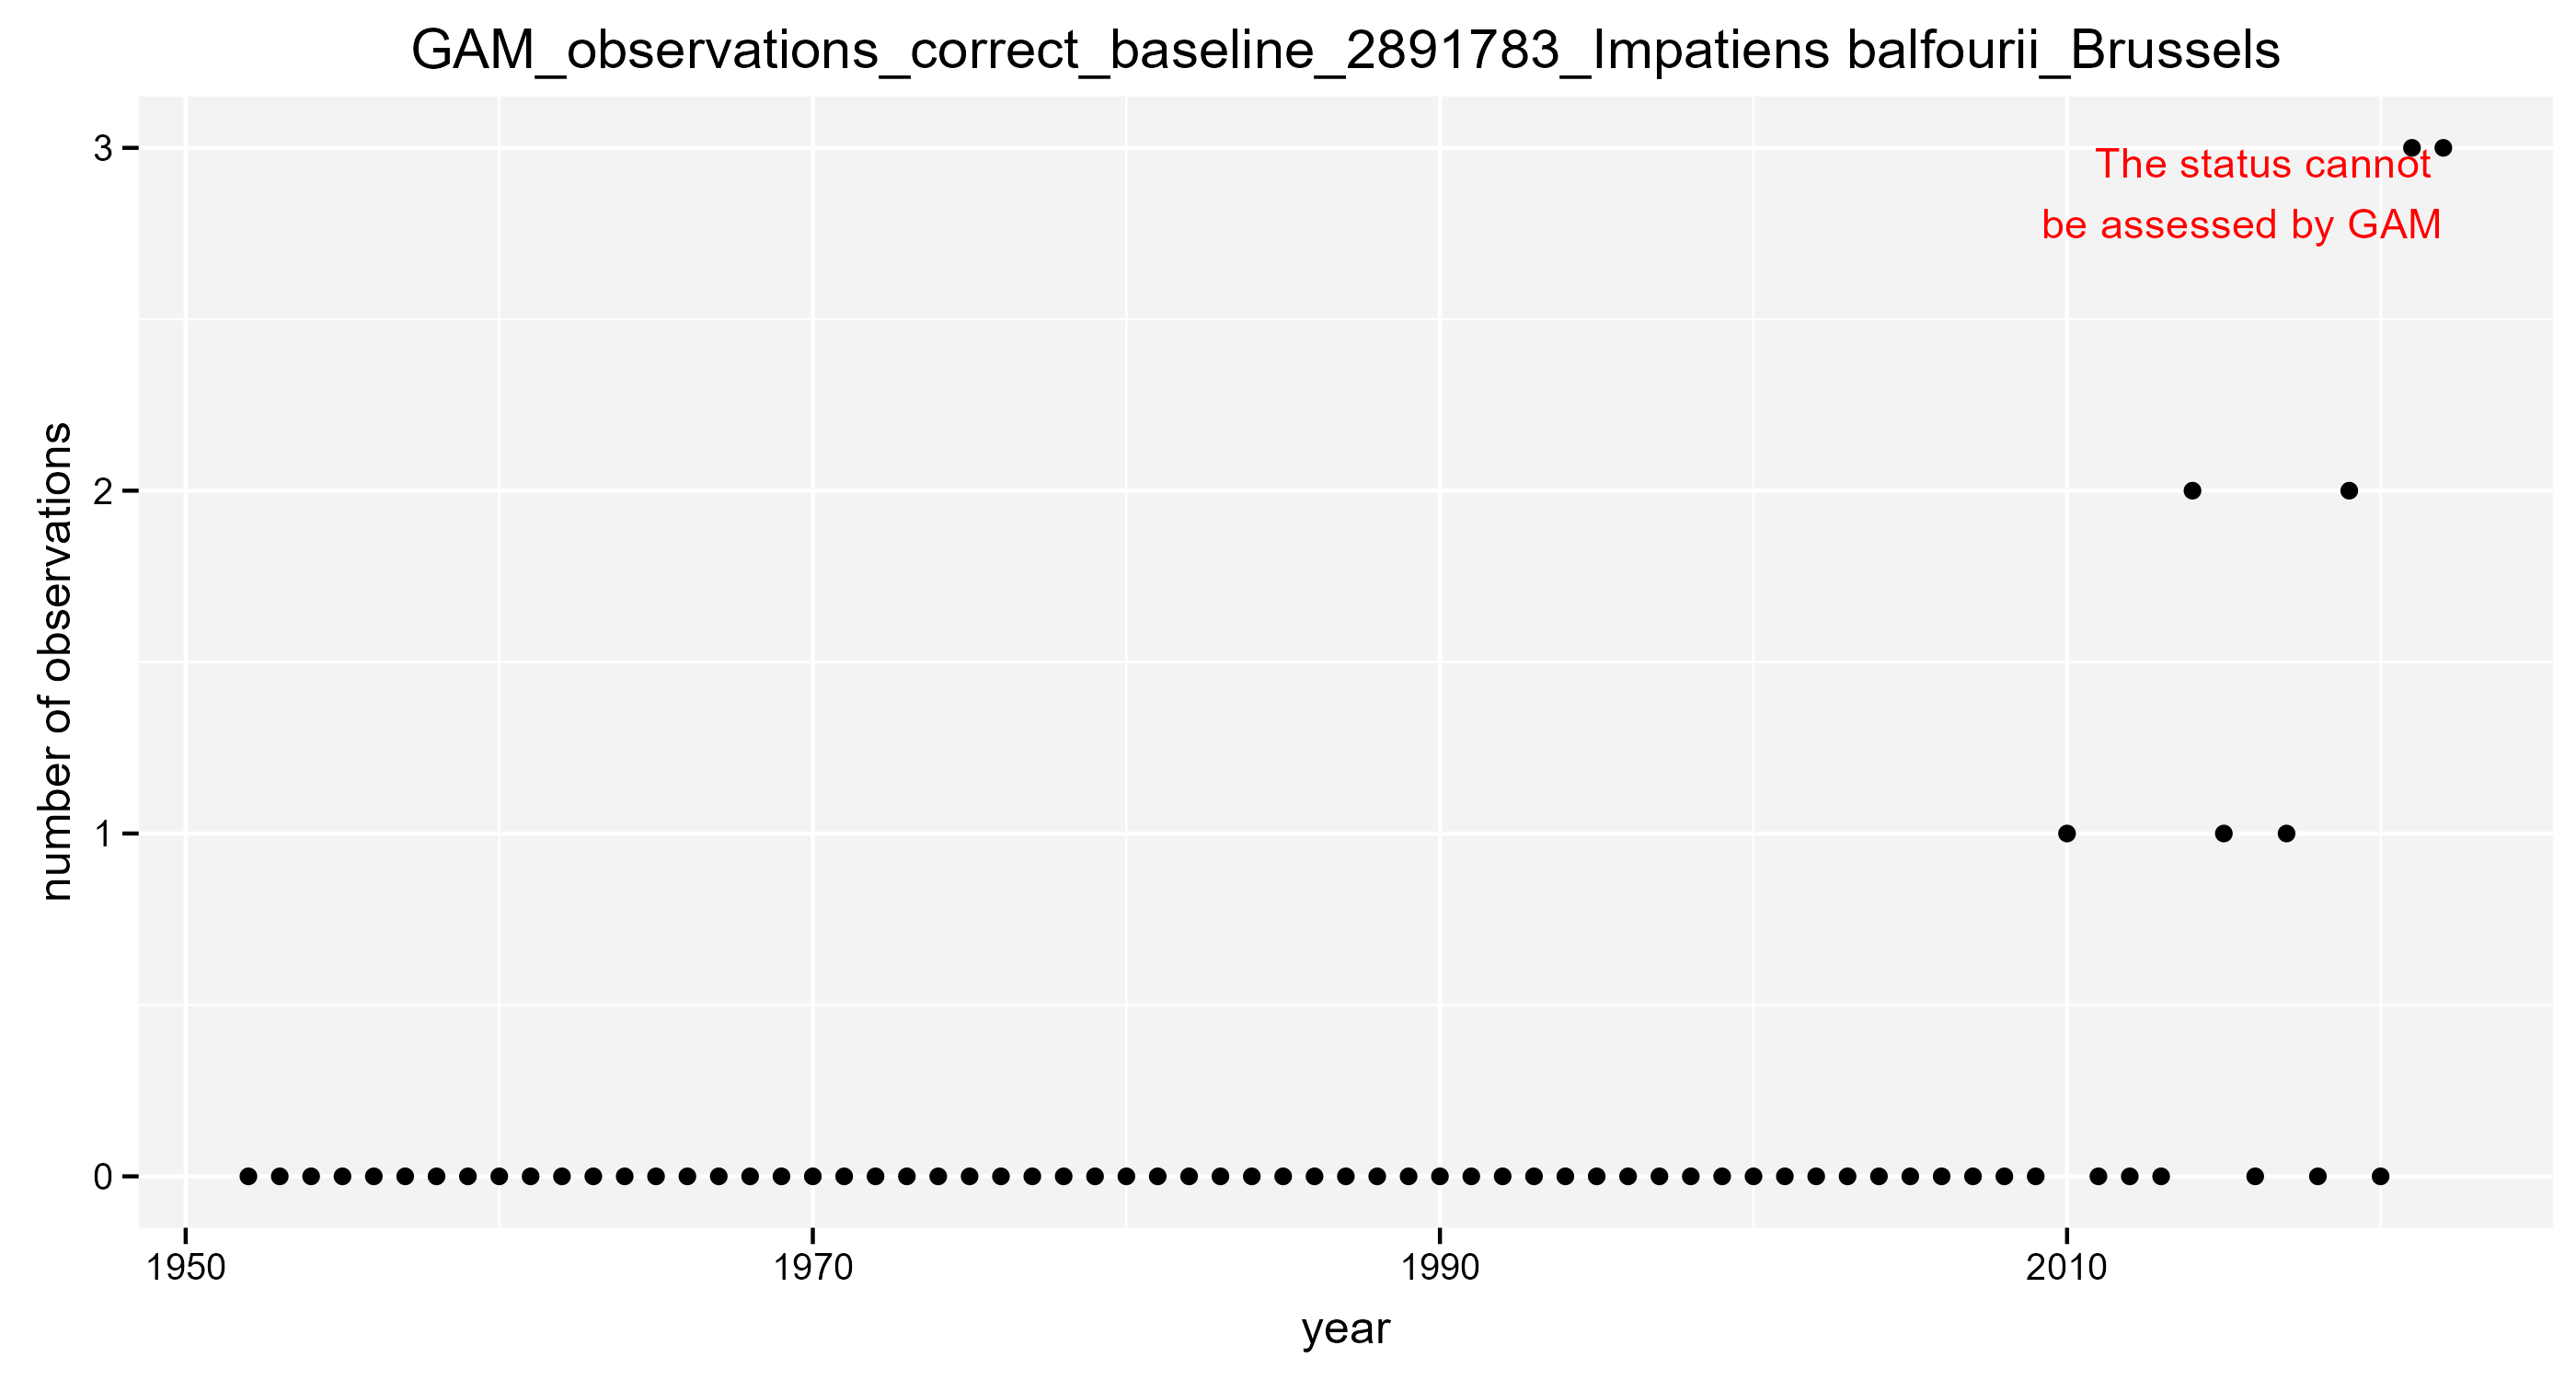 GAM_observations_correct_baseline_2891783_Impatiens balfourii_Brussels
3
The status cannot
be assessed by GAM
number of observations
2
1
0
1950
1970
1990
2010
year